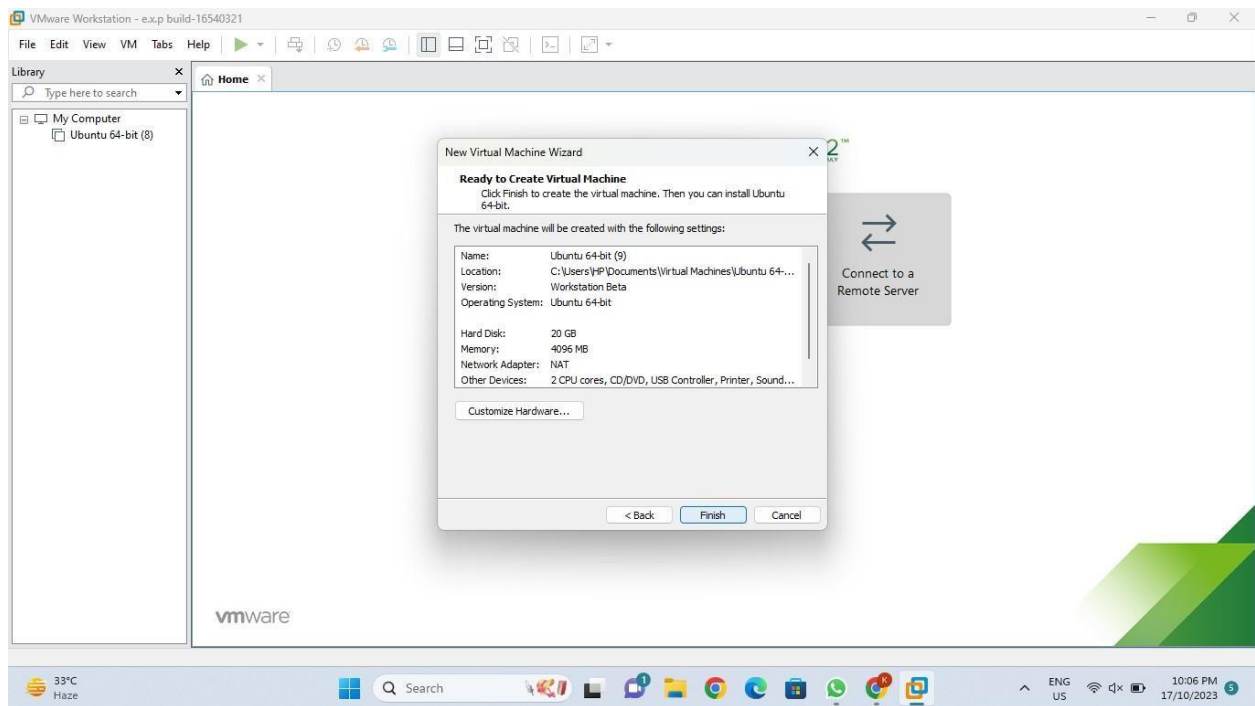 VMware Workstation - e.x.p build-16540321
File Edit View VM Tabs Help
Library
Type here to search
Home
My Computer
Ubuntu 64-bit (8)
2™
New Virtual Machine Wizard
Ready to Create Virtual Machine
Click Finish to create the virtual machine. Then you can install Ubuntu
64-bit.
The virtual machine will be created with the following settings:
Name: Ubuntu 64-bit (9)
Location: C:\Users\HP\Documents\Virtual Machines\Ubuntu 64-...
Version: Workstation Beta
Operating System: Ubuntu 64-bit
Hard Disk: 20 GB
Memory: 4096 MB
Network Adapter: NAT
Other Devices: 2 CPU cores, CD/DVD, USB Controller, Printer, Sound...
Customize Hardware...
< Back Finish Cancel
Connect to a
Remote Server
vmware
33°C
Haze
Search
1
K
ENG
US
10:06 PM
17/10/2023
5